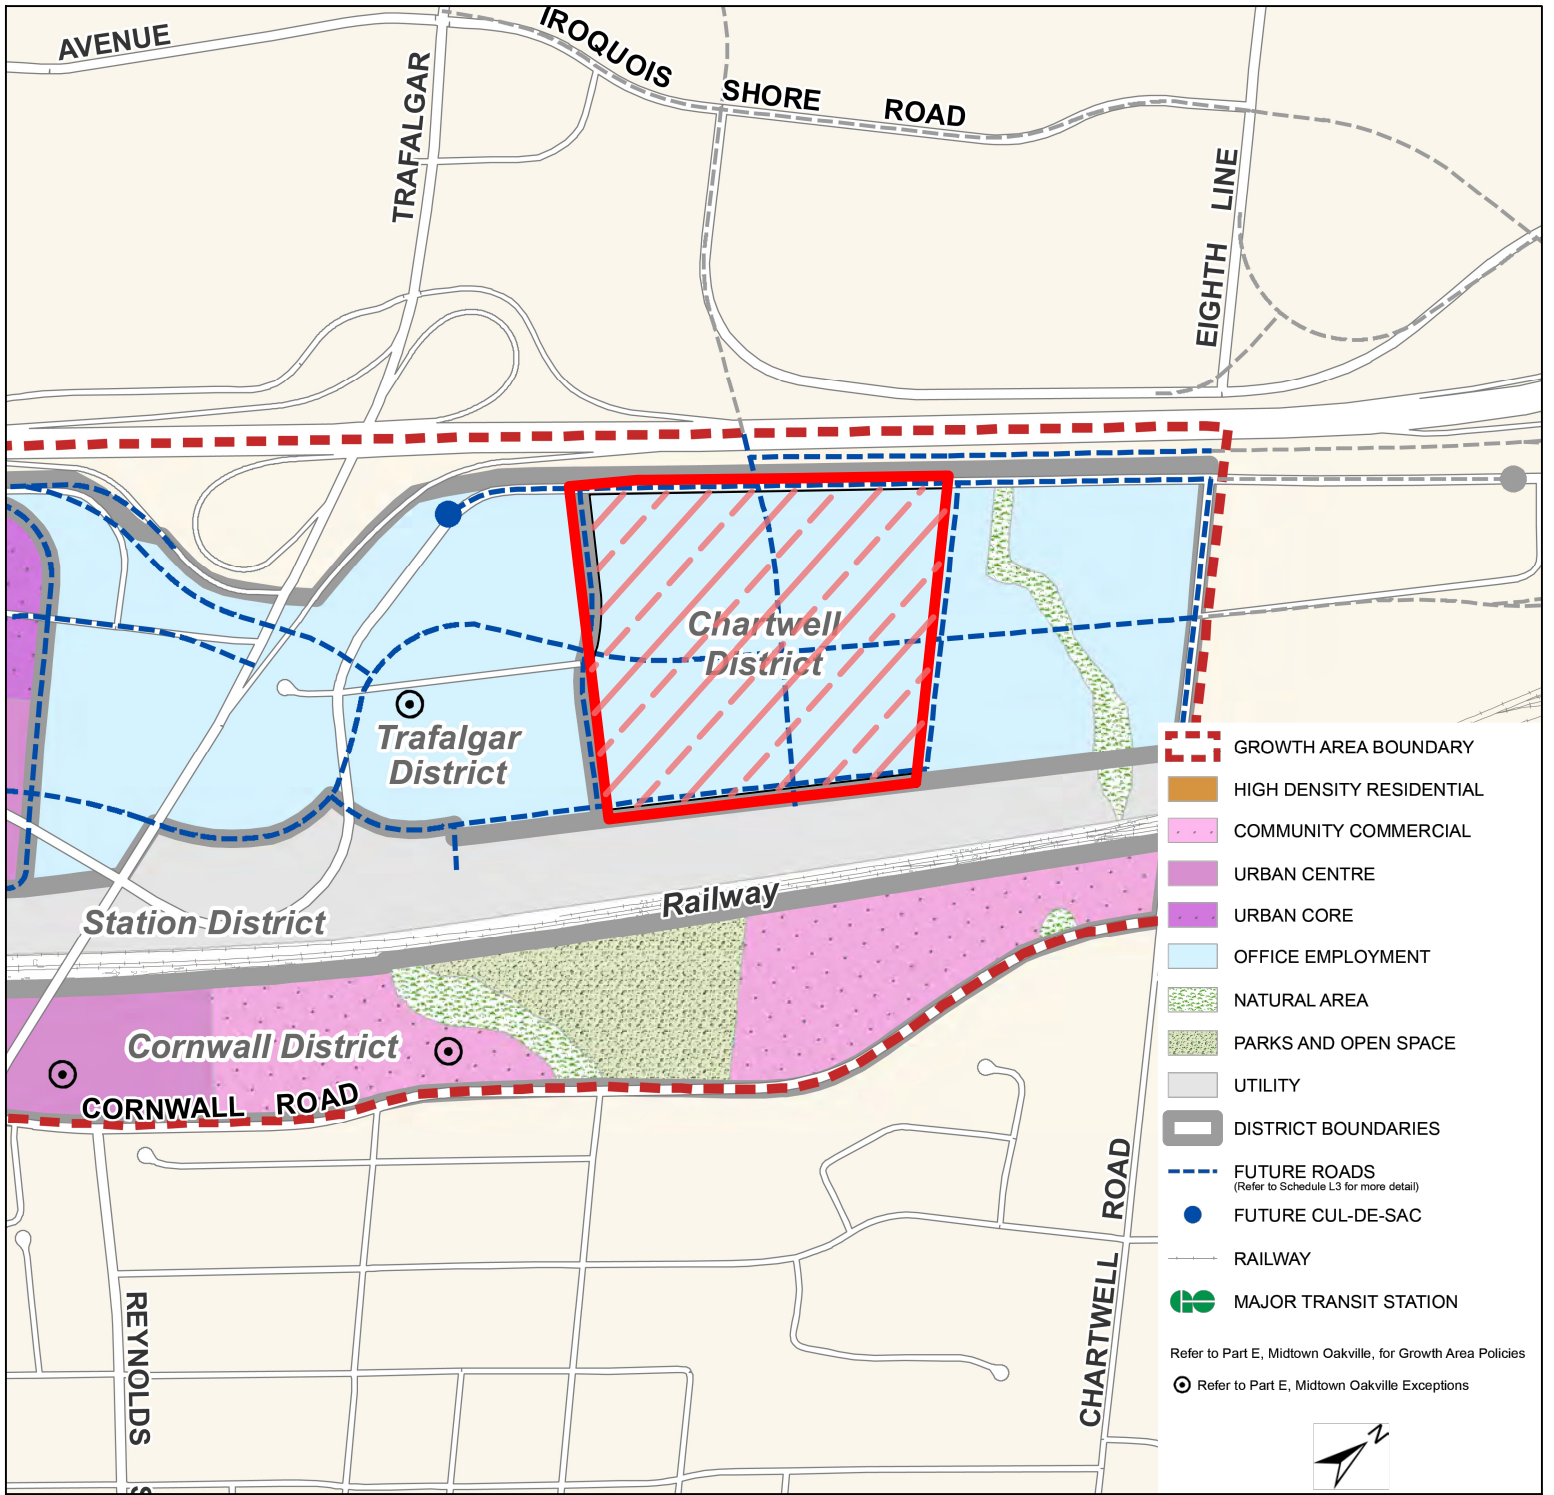 AVENUE
TRAFALGAR
IROQUOIS
SHORE
ROAD
EIGHTH LINE
Chartwell
District
Trafalgar
District
Station District
Railway
Cornwall District
CORNWALL ROAD
REYNOLDS
S
CHARTWELL ROAD
GROWTH AREA BOUNDARY
HIGH DENSITY RESIDENTIAL
COMMUNITY COMMERCIAL
URBAN CENTRE
URBAN CORE
OFFICE EMPLOYMENT
NATURAL AREA
PARKS AND OPEN SPACE
UTILITY
DISTRICT BOUNDARIES
FUTURE ROADS
(Refer to Schedule L3 for more detail)
FUTURE CUL-DE-SAC
RAILWAY
MAJOR TRANSIT STATION
Refer to Part E, Midtown Oakville, for Growth Area Policies
Refer to Part E, Midtown Oakville Exceptions
N